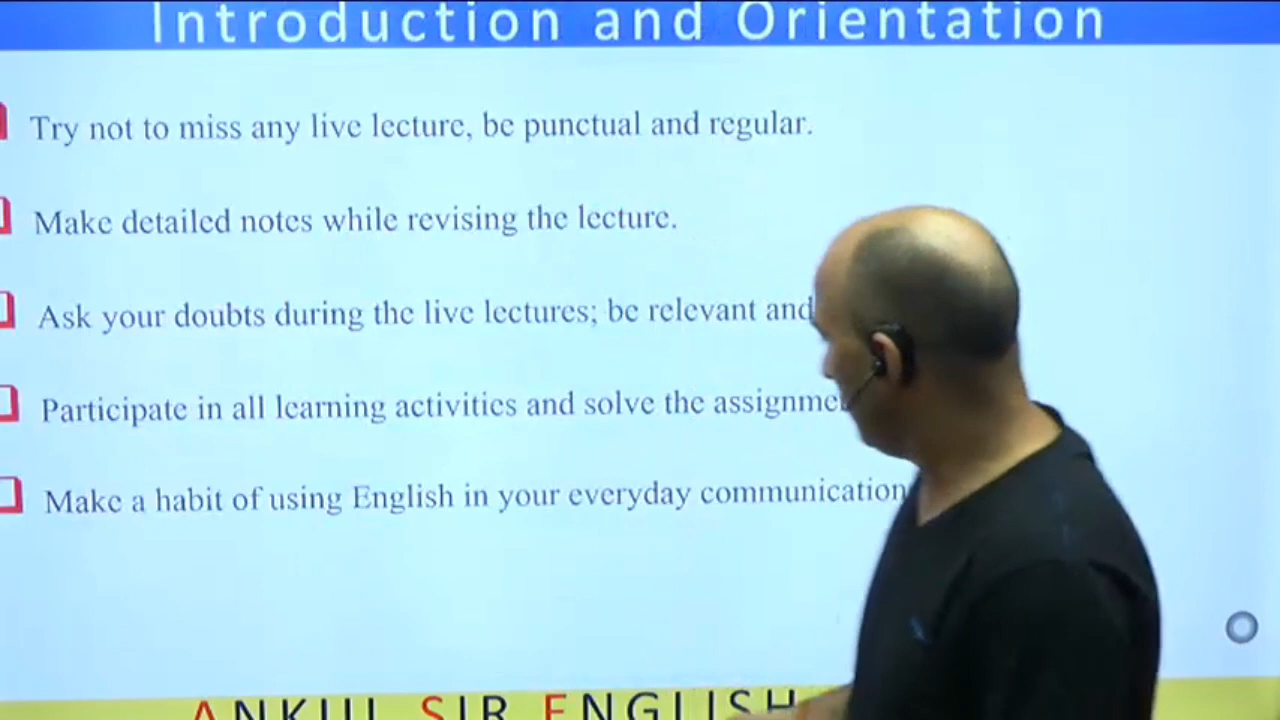 Introduction and Orientation
Try not to miss any live lecture, be punctual and regular.
Make detailed notes while revising the lecture.
Ask your doubts during the live lectures; be relevant and
Participate in all learning activities and solve the
Make a habit of using English in your everyday communication
SIR ENGLISH